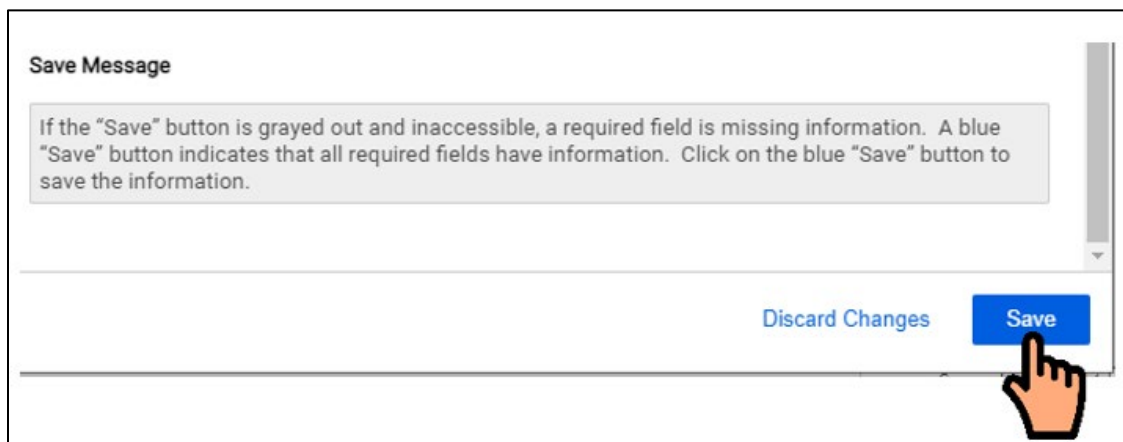 Save Message
If the “Save” button is grayed out and inaccessible, a required field is missing information.  A blue
“Save” button indicates that all required fields have information.  Click on the blue “Save” button to
save the information.
Discard Changes
Save